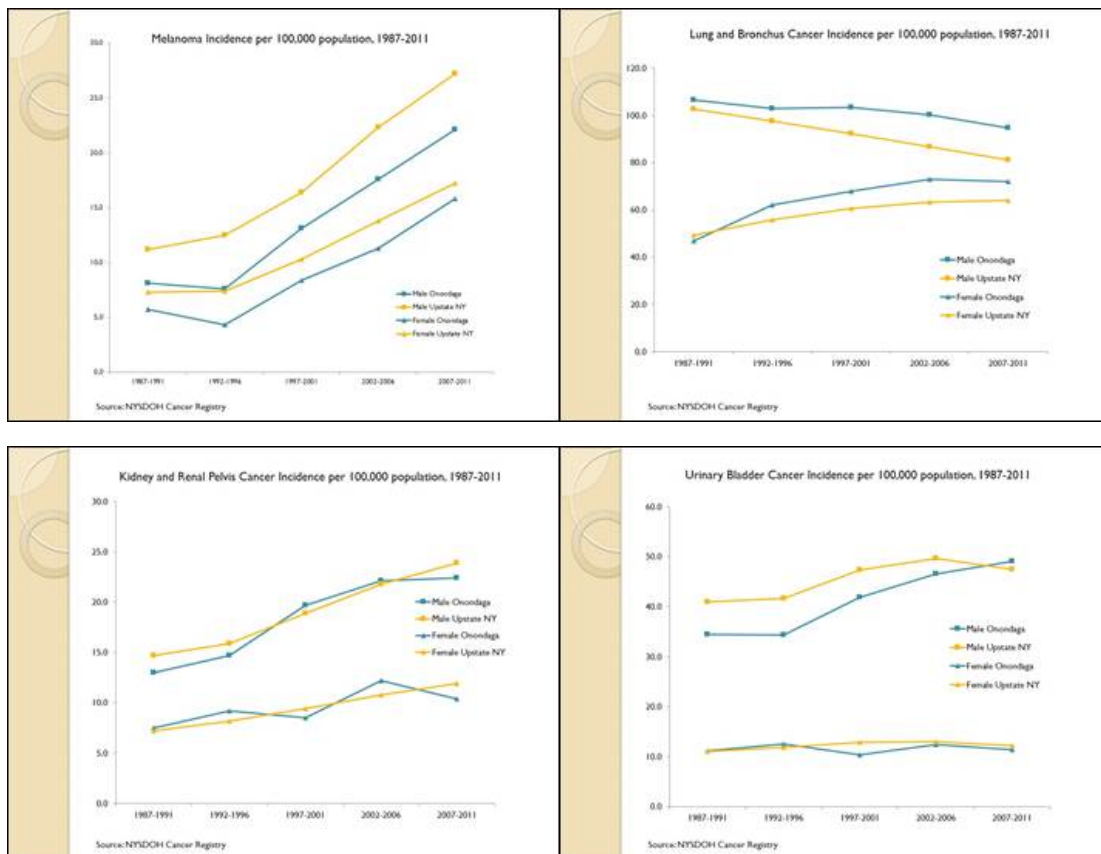 Melanoma Incidence per 100,000 population, 1987-2011
30.0
25.0
20.0
15.0
10.0
5.0
0.0
Male Onondaga
Male Upstate NY
Female Onondaga
Female Upstate NY
1987-1991 1992-1996 1997-2001 2002-2006 2007-2011
Source: NYSDOH Cancer Registry
Lung and Bronchus Cancer Incidence per 100,000 population, 1987-2011
120.0
100.0
80.0
60.0
40.0
20.0
0.0
Male Onondaga
Male Upstate NY
Female Onondaga
Female Upstate NY
1987-1991 1992-1996 1997-2001 2002-2006 2007-2011
Source: NYSDOH Cancer Registry
Kidney and Renal Pelvis Cancer Incidence per 100,000 population, 1987-2011
30.0
25.0
20.0
15.0
10.0
5.0
0.0
Male Onondaga
Male Upstate NY
Female Onondaga
Female Upstate NY
1987-1991 1992-1996 1997-2001 2002-2006 2007-2011
Source: NYSDOH Cancer Registry
Urinary Bladder Cancer Incidence per 100,000 population, 1987-2011
60.0
50.0
40.0
30.0
20.0
10.0
0.0
Male Onondaga
Male Upstate NY
Female Onondaga
Female Upstate NY
1987-1991 1992-1996 1997-2001 2002-2006 2007-2011
Source: NYSDOH Cancer Registry